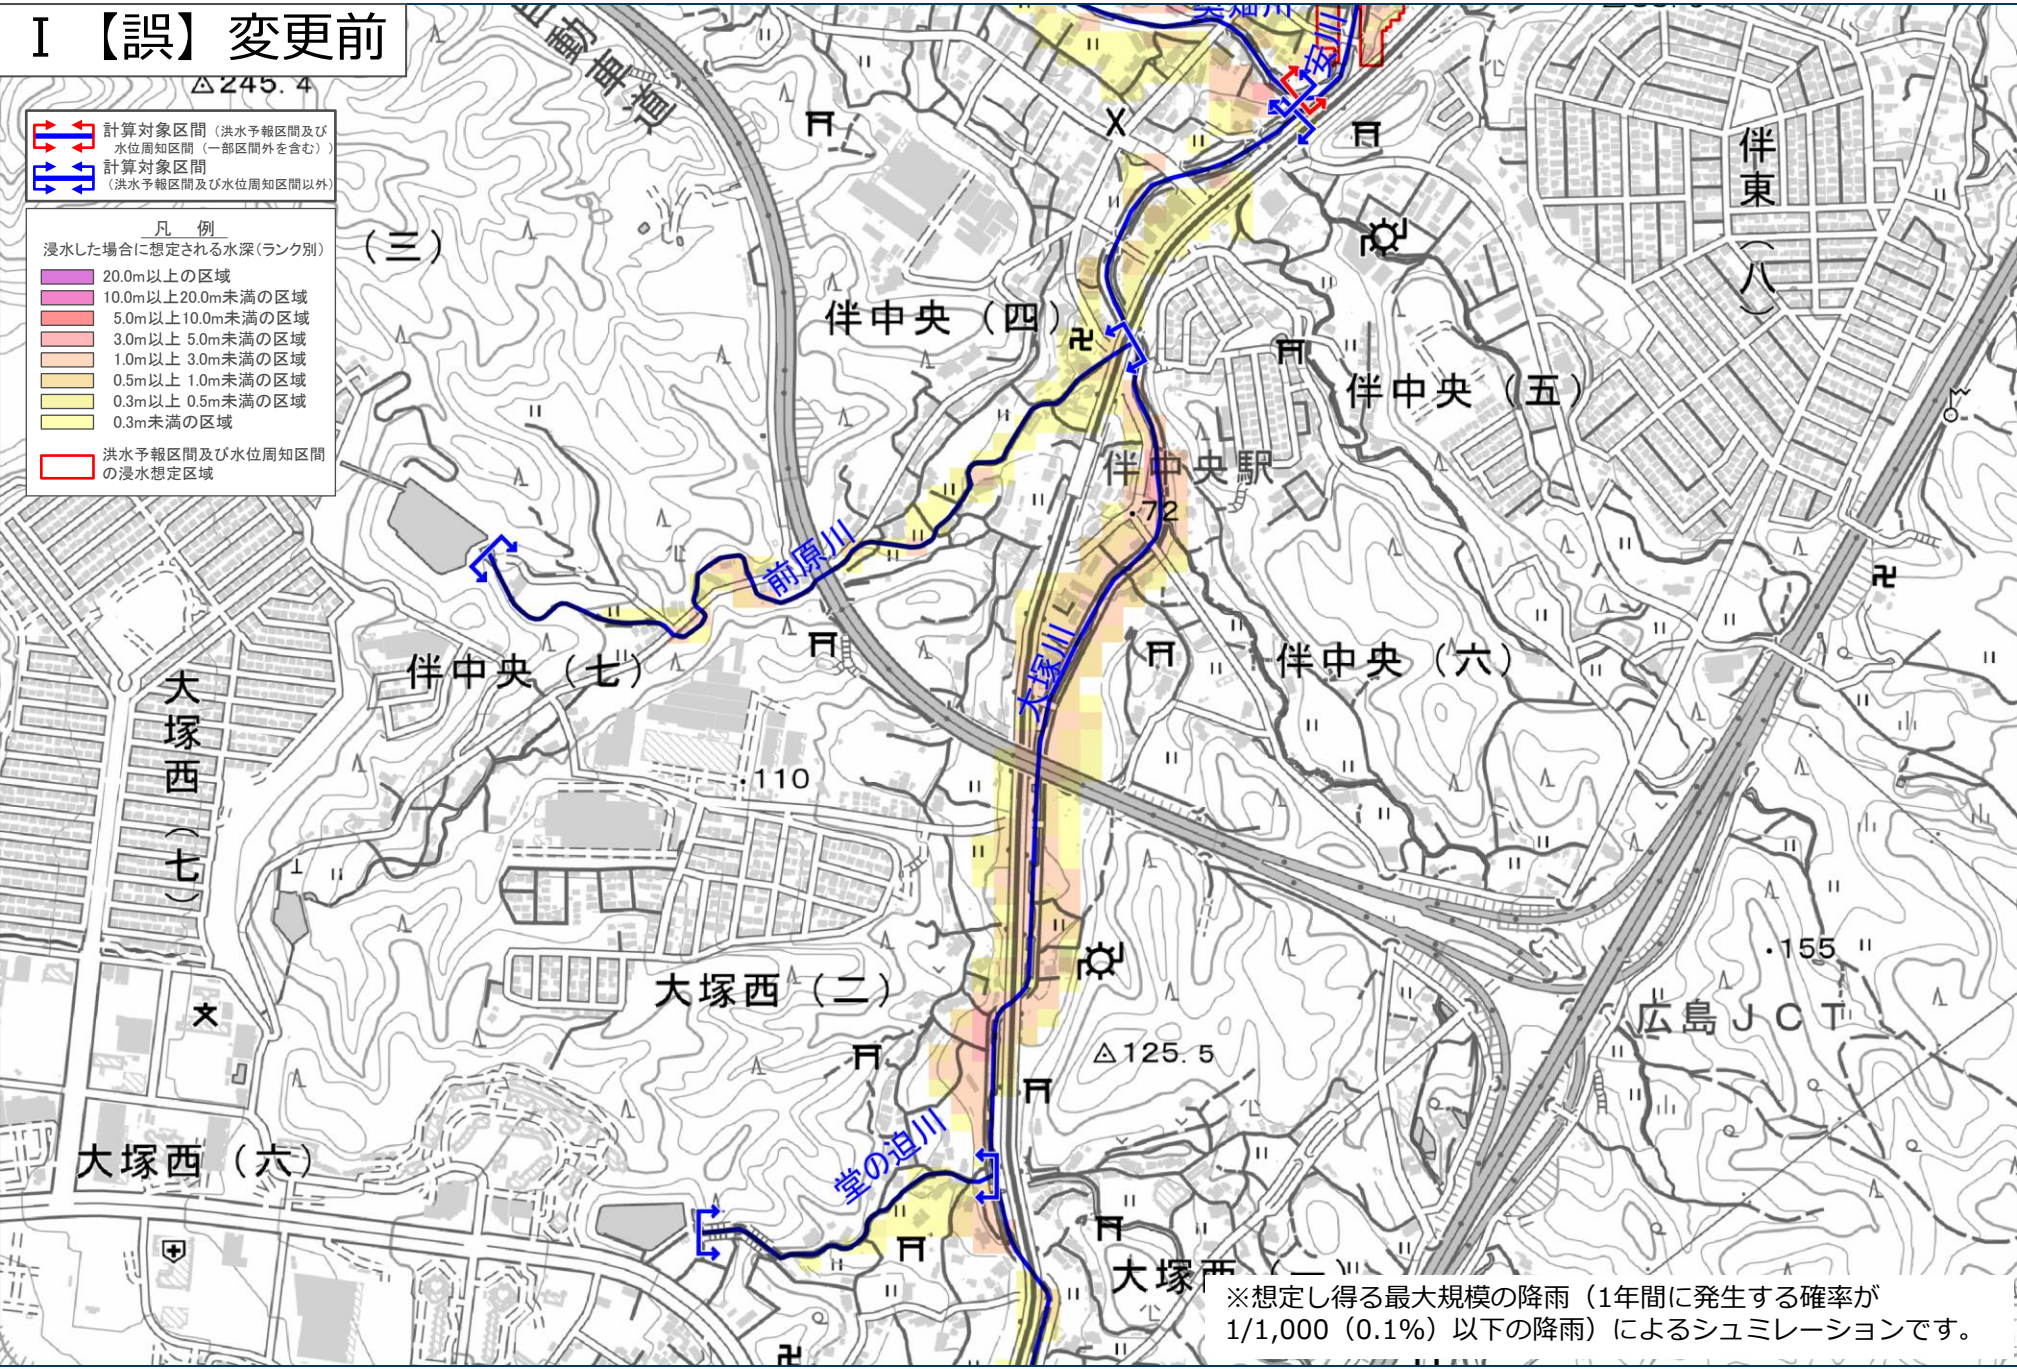 I 【誤】変更前
△245.4
計算対象区間（洪水予報区間及び
水位周知区間（一部区間外を含む））
計算対象区間
（洪水予報区間及び水位周知区間以外）
凡　例
浸水した場合に想定される水深（ランク別）
20.0m以上の区域
10.0m以上20.0m未満の区域
5.0m以上10.0m未満の区域
3.0m以上 5.0m未満の区域
1.0m以上 3.0m未満の区域
0.5m以上 1.0m未満の区域
0.3m以上 0.5m未満の区域
0.3m未満の区域
洪水予報区間及び水位周知区間
の浸水想定区域
自動車道
奥畑川
安川
（三）
伴東（八）
伴中央（四）
伴中央（五）
伴中央駅
・72
前原川
大塚川
伴中央（七）
伴中央（六）
大塚西（七）
・110
大塚西（二）
・155
広島JCT
△125.5
堂の迫川
大塚西（六）
大塚西（一）
※想定し得る最大規模の降雨（1年間に発生する確率が
1/1,000（0.1%）以下の降雨）によるシュミレーションです。